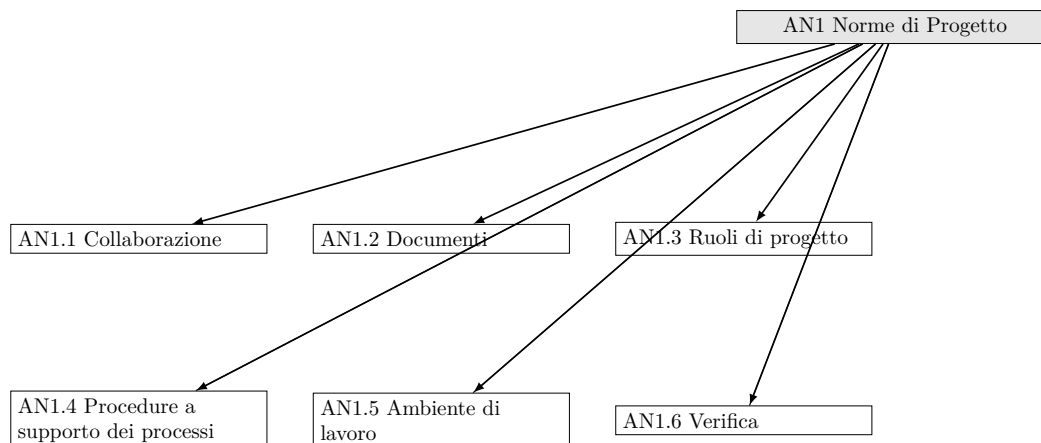 AN1 Norme di Progetto
AN1.1 Collaborazione
AN1.2 Documenti
AN1.3 Ruoli di progetto
AN1.4 Procedure a
supporto dei processi
AN1.5 Ambiente di
lavoro
AN1.6 Verifica